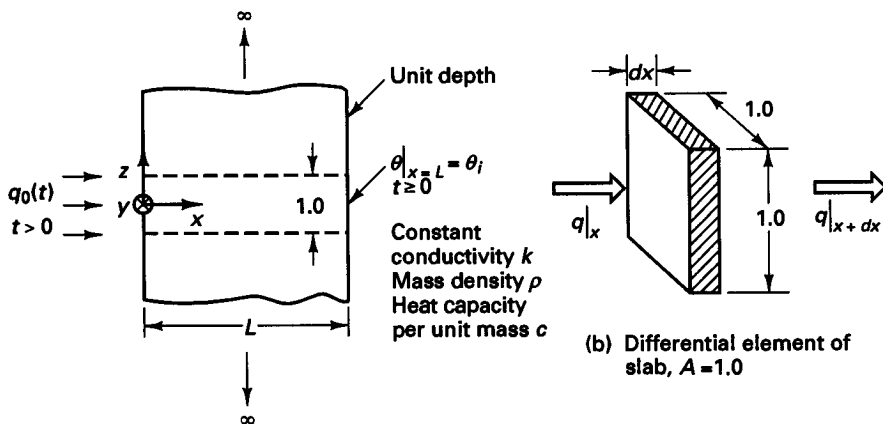 ∞
Unit depth
θ|x = L = θi
t ≥ 0
z
q0(t)
y
x
t > 0
1.0
Constant
conductivity k
Mass density ρ
Heat capacity
per unit mass c
L
∞
dx
1.0
1.0
q|x
q|x + dx
(b) Differential element of
slab, A = 1.0